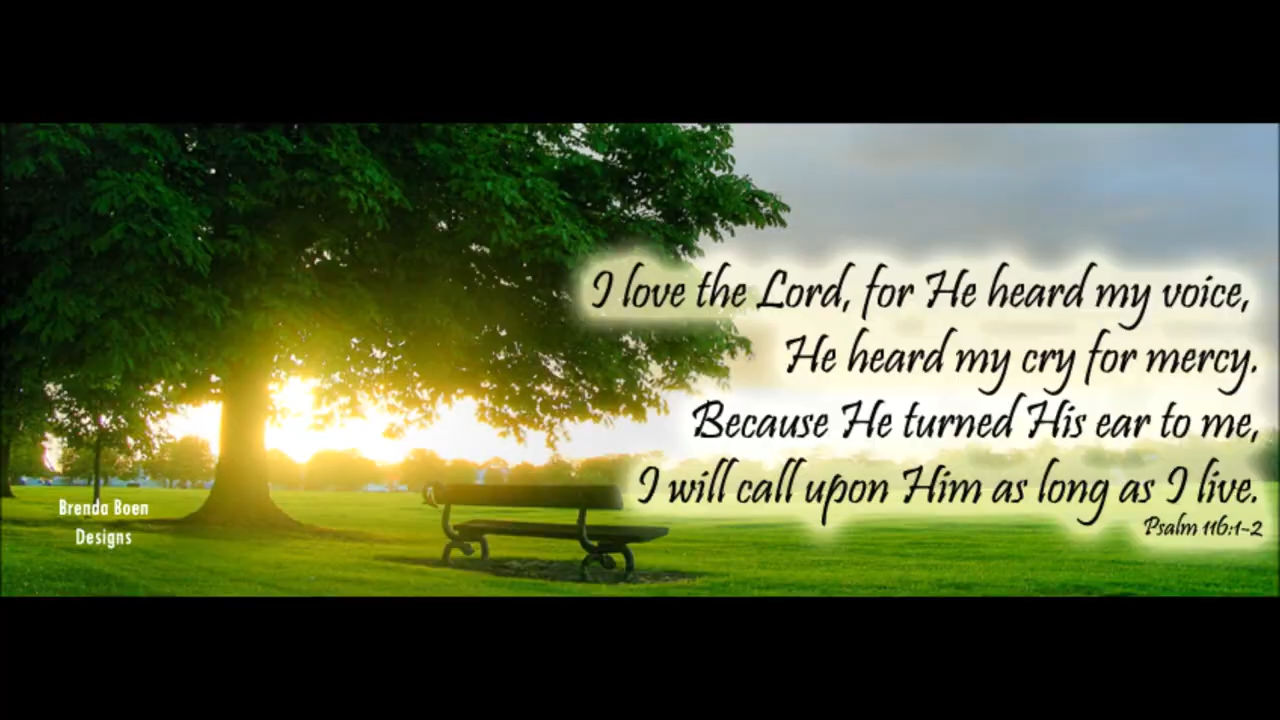 I love the Lord, for He heard my voice,
He heard my cry for mercy.
Because He turned His ear to me,
I will call upon Him as long as I live.
Psalm 116:1-2
Brenda Boen
Designs